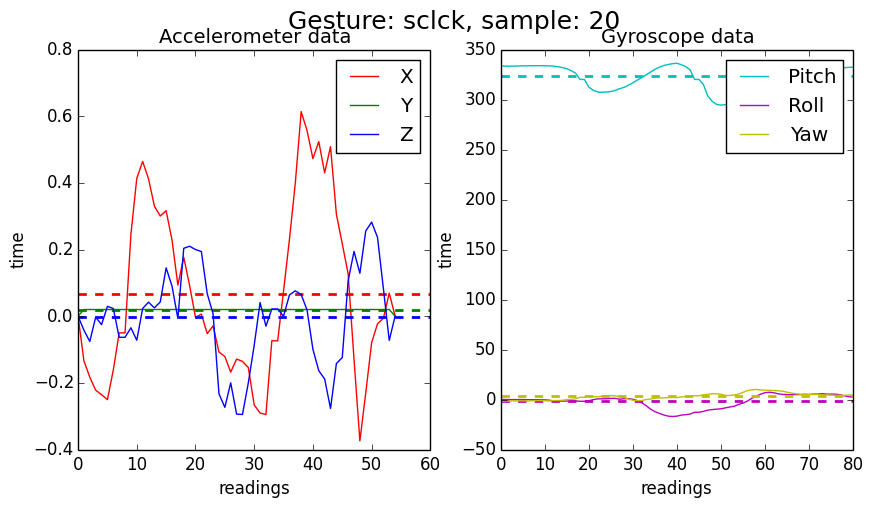 Gesture: sclck, sample: 20
Accelerometer data
0.8
0.6
0.4
0.2
0.0
−0.2
−0.4
time
X
Y
Z
0 10 20 30 40 50 60
readings
Gyroscope data
350
300
250
200
150
100
50
0
−50
time
Pitch
Roll
Yaw
0 10 20 30 40 50 60 70 80
readings